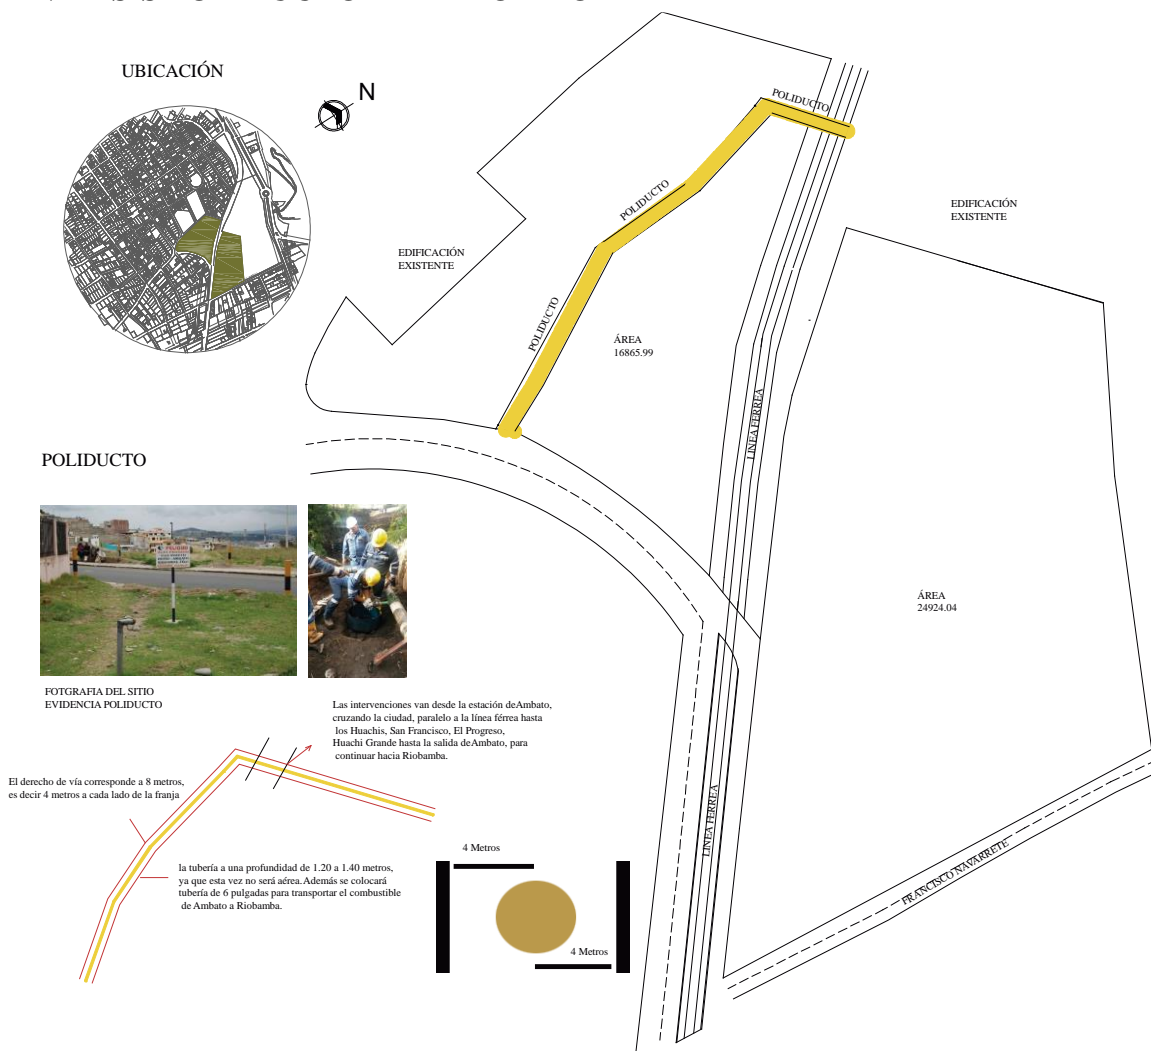 UBICACIÓN
N
POLIDUCTO
POLIDUCTO
POLIDUCTO
EDIFICACIÓN
EXISTENTE
EDIFICACIÓN
EXISTENTE
ÁREA
16865.99
LINEA FERREA
ÁREA
24924.04
POLIDUCTO
PELIGRO
FOTGRAFIA DEL SITIO
EVIDENCIA POLIDUCTO
Las intervenciones van desde la estación deAmbato,
cruzando la ciudad, paralelo a la línea férrea hasta
los Huachis, San Francisco, El Progreso,
Huachi Grande hasta la salida deAmbato, para
continuar hacia Riobamba.
El derecho de vía corresponde a 8 metros,
es decir 4 metros a cada lado de la franja
la tubería a una profundidad de 1.20 a 1.40 metros,
ya que esta vez no será aérea.Además se colocará
tubería de 6 pulgadas para transportar el combustible
de Ambato a Riobamba.
4 Metros
4 Metros
LINEA FERREA
FRANCISCO NAVARRETE